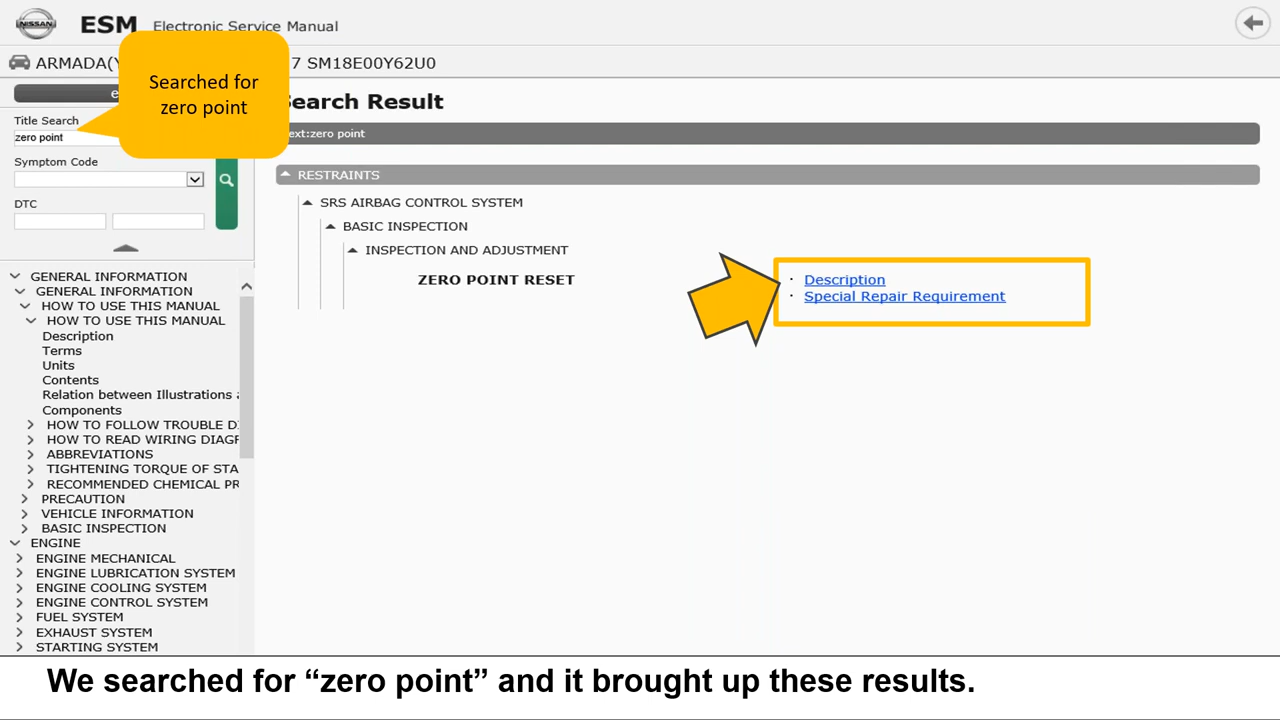 NISSAN
ESM Electronic Service Manual
ARMADA(Y 7 SM18E00Y62U0
Searched for
zero point
e
Search Result
Title Search
zero point
ext:zero point
Symptom Code
DTC
RESTRAINTS
SRS AIRBAG CONTROL SYSTEM
BASIC INSPECTION
INSPECTION AND ADJUSTMENT
ZERO POINT RESET
· Description
· Special Repair Requirement
GENERAL INFORMATION
GENERAL INFORMATION
HOW TO USE THIS MANUAL
HOW TO USE THIS MANUAL
Description
Terms
Units
Contents
Relation between Illustrations a
Components
HOW TO FOLLOW TROUBLE D
HOW TO READ WIRING DIAGR
ABBREVIATIONS
TIGHTENING TORQUE OF STA
RECOMMENDED CHEMICAL PR
PRECAUTION
VEHICLE INFORMATION
BASIC INSPECTION
ENGINE
ENGINE MECHANICAL
ENGINE LUBRICATION SYSTEM
ENGINE COOLING SYSTEM
ENGINE CONTROL SYSTEM
FUEL SYSTEM
EXHAUST SYSTEM
STARTING SYSTEM
We searched for “zero point” and it brought up these results.